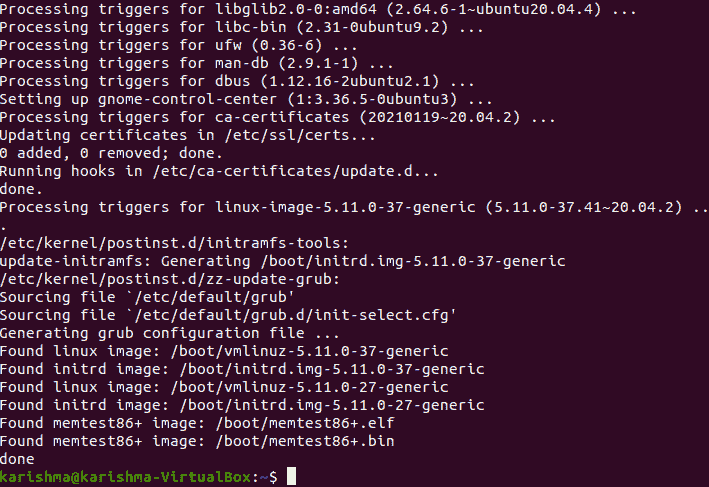 Processing triggers for libglib2.0-0:amd64 (2.64.6-1~ubuntu20.04.4) ...
Processing triggers for libc-bin (2.31-0ubuntu9.2) ...
Processing triggers for ufw (0.36-6) ...
Processing triggers for man-db (2.9.1-1) ...
Processing triggers for dbus (1.12.16-2ubuntu2.1) ...
Setting up gnome-control-center (1:3.36.5-0ubuntu3) ...
Processing triggers for ca-certificates (20210119~20.04.2) ...
Updating certificates in /etc/ssl/certs...
0 added, 0 removed; done.
Running hooks in /etc/ca-certificates/update.d...
done.
Processing triggers for linux-image-5.11.0-37-generic (5.11.0-37.41~20.04.2) ..
.
/etc/kernel/postinst.d/initramfs-tools:
update-initramfs: Generating /boot/initrd.img-5.11.0-37-generic
/etc/kernel/postinst.d/zz-update-grub:
Sourcing file `/etc/default/grub'
Sourcing file `/etc/default/grub.d/init-select.cfg'
Generating grub configuration file ...
Found linux image: /boot/vmlinuz-5.11.0-37-generic
Found initrd image: /boot/initrd.img-5.11.0-37-generic
Found linux image: /boot/vmlinuz-5.11.0-27-generic
Found initrd image: /boot/initrd.img-5.11.0-27-generic
Found memtest86+ image: /boot/memtest86+.elf
Found memtest86+ image: /boot/memtest86+.bin
done
karishma@karishma-VirtualBox:~$